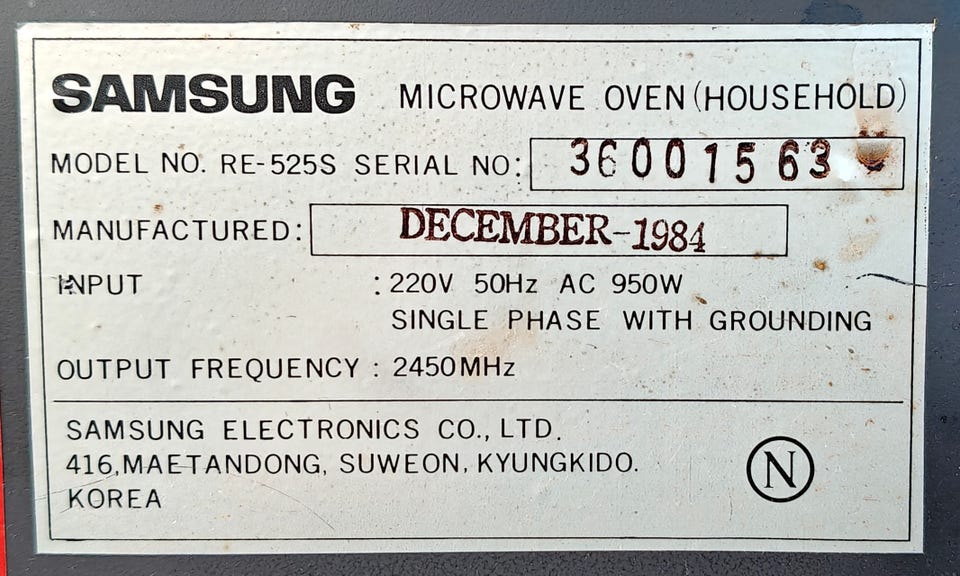 SAMSUNG MICROWAVE OVEN (HOUSEHOLD)
MODEL NO. RE-525S SERIAL NO: 36001563
MANUFACTURED: DECEMBER-1984
INPUT : 220V 50Hz AC 950W
SINGLE PHASE WITH GROUNDING
OUTPUT FREQUENCY : 2450MHz
SAMSUNG ELECTRONICS CO., LTD.
416, MAETANDONG, SUWEON, KYUNGKIDO.
KOREA
N